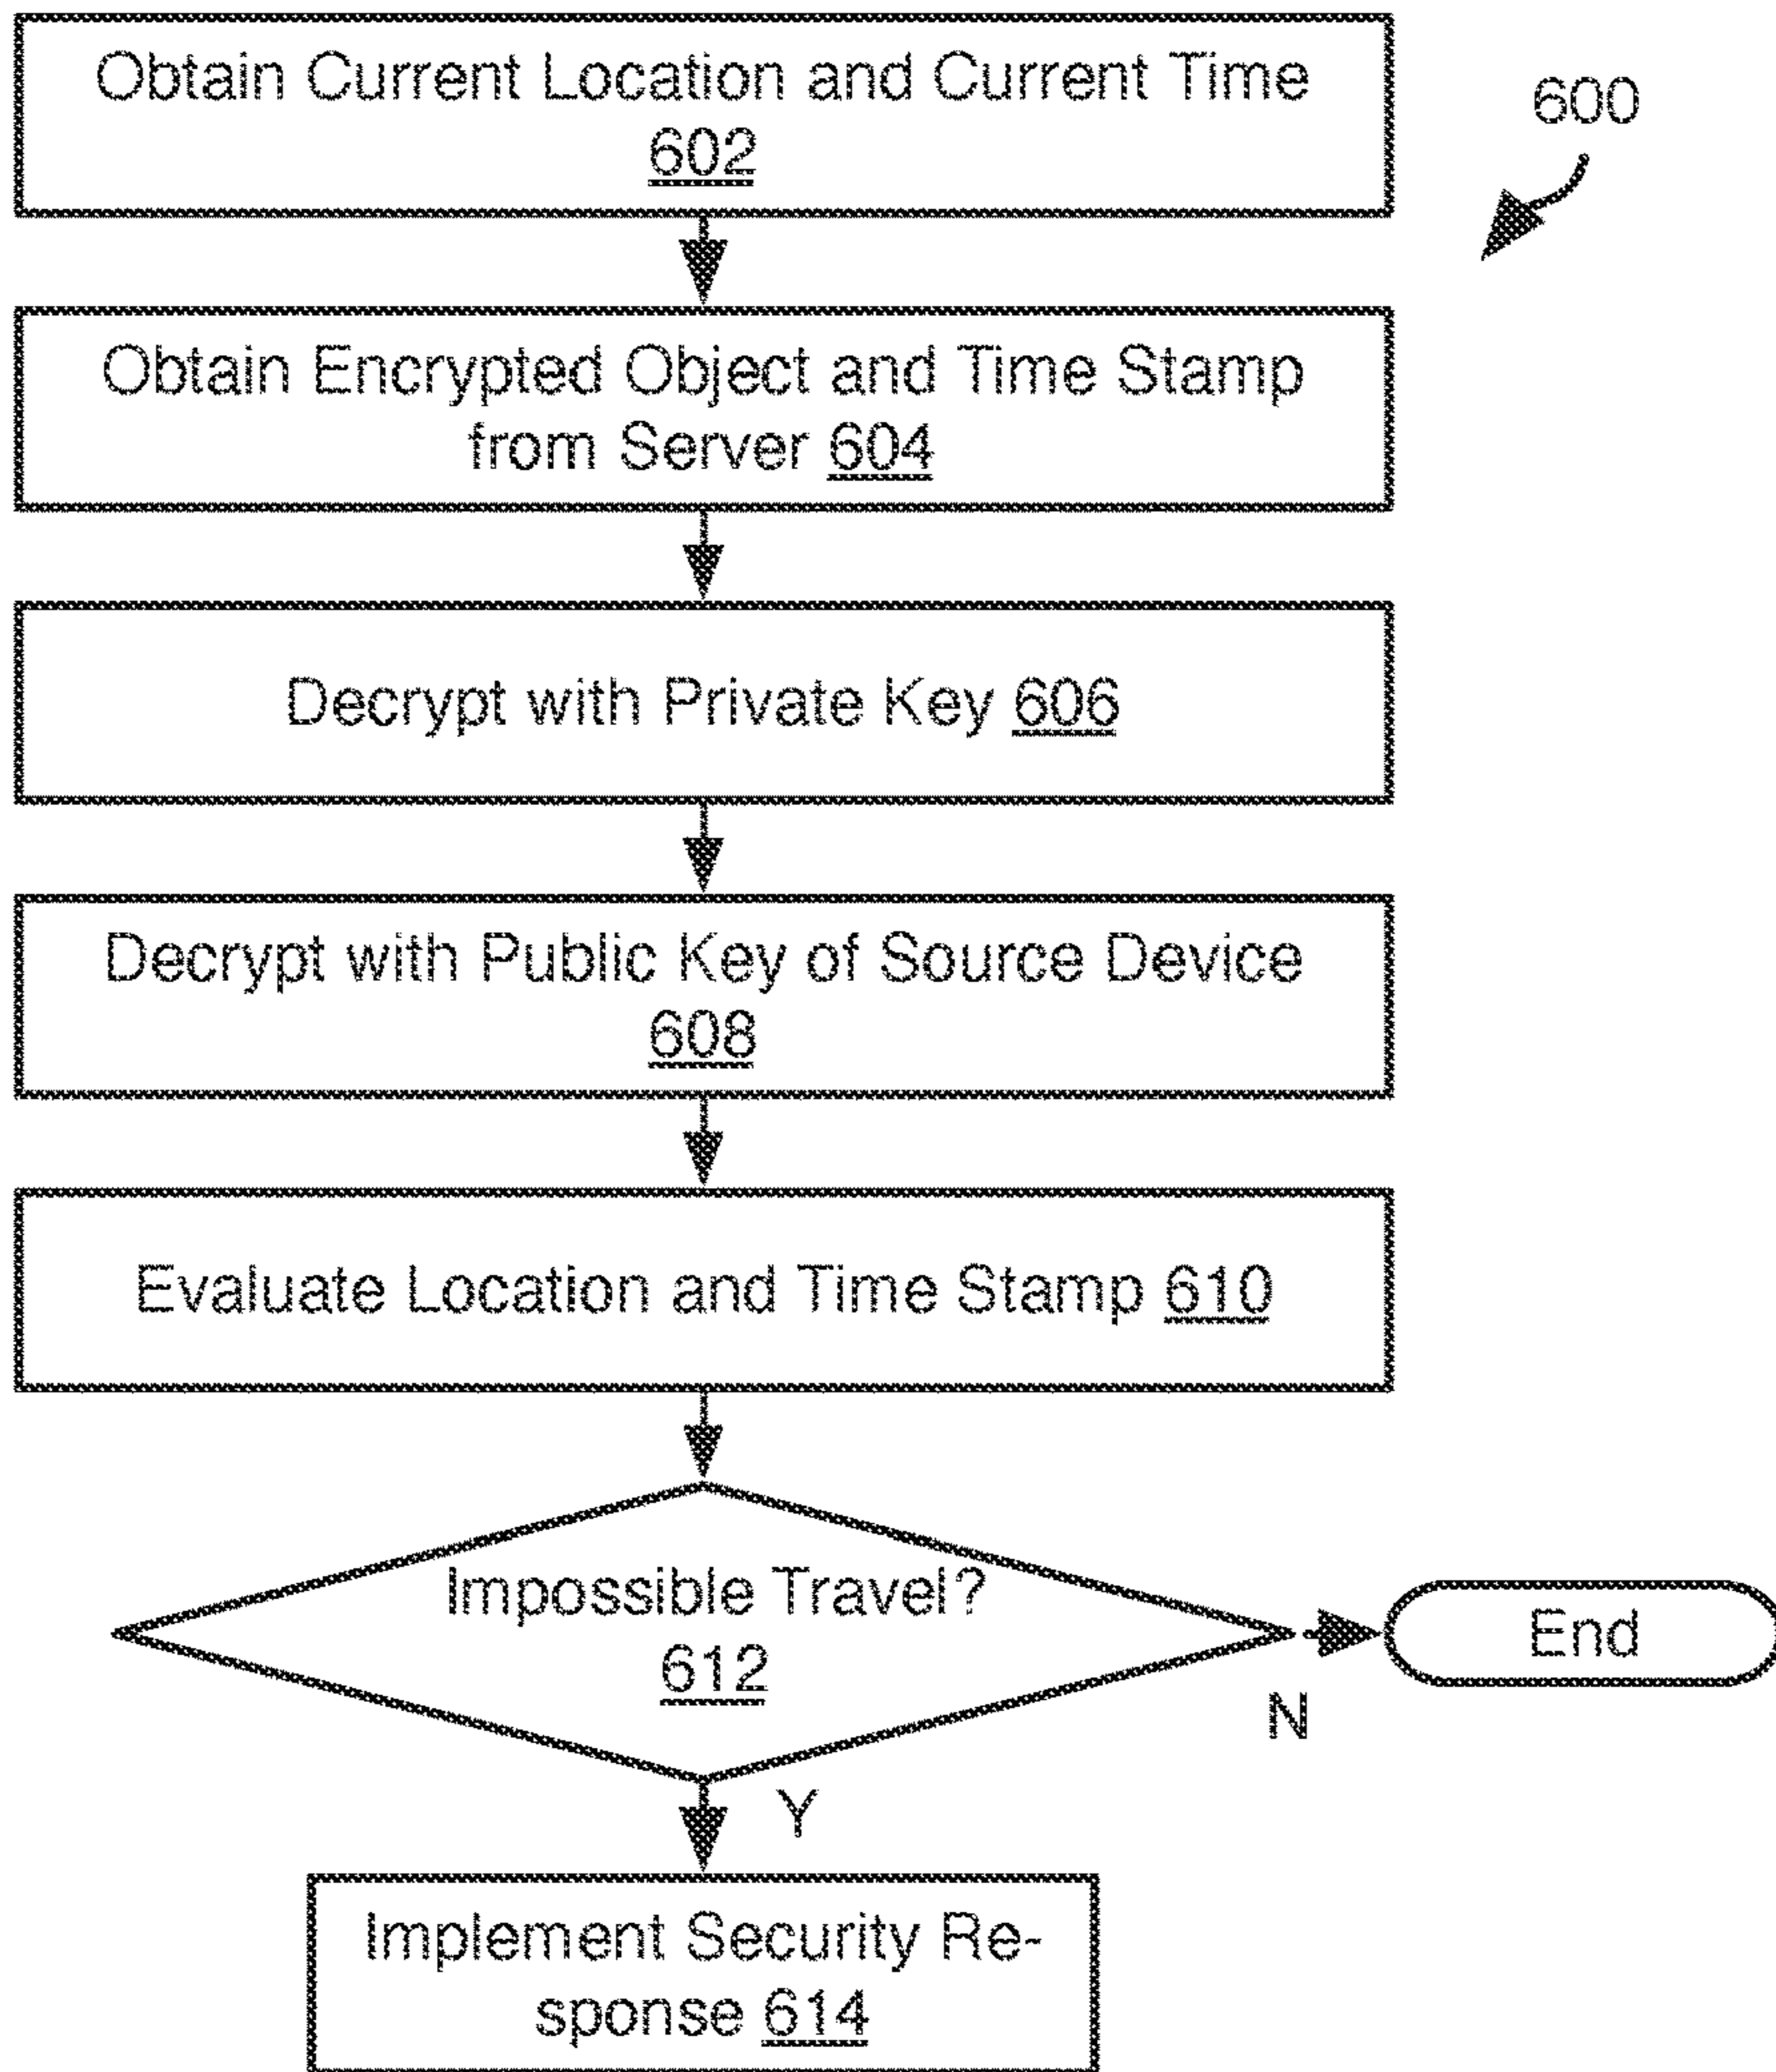 Obtain Current Location and Current Time
602
600
Obtain Encrypted Object and Time Stamp
from Server 604
Decrypt with Private Key 606
Decrypt with Public Key of Source Device
608
Evaluate Location and Time Stamp 610
Impossible Travel?
612
End
N
Y
Implement Security Re-
sponse 614